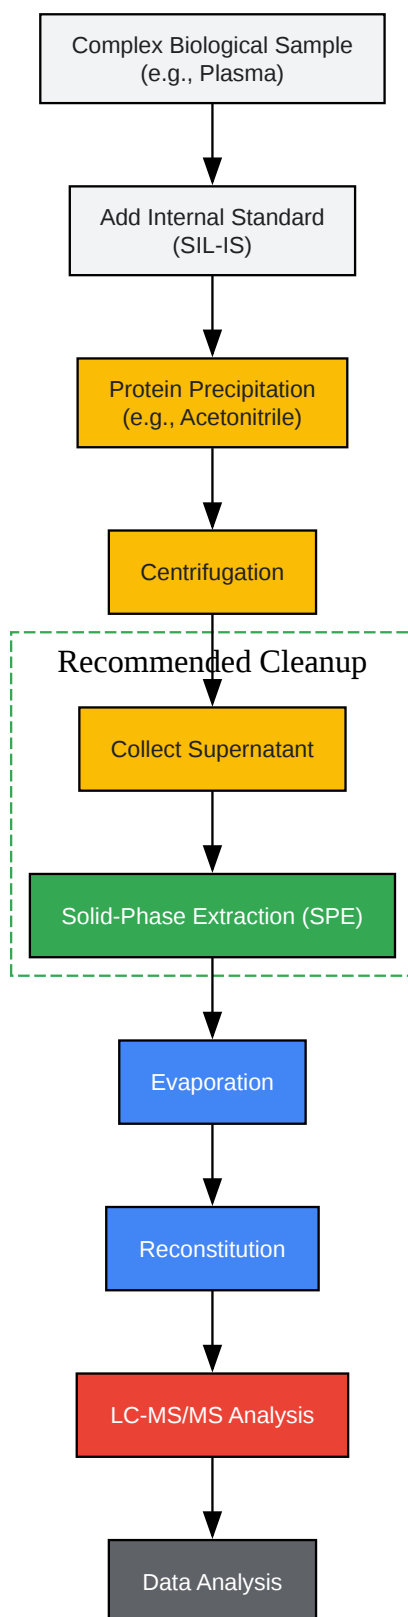 Complex Biological Sample
(e.g., Plasma)
Add Internal Standard
(SIL-IS)
Protein Precipitation
(e.g., Acetonitrile)
Centrifugation
Recommended Cleanup
Collect Supernatant
Solid-Phase Extraction (SPE)
Evaporation
Reconstitution
LC-MS/MS Analysis
Data Analysis